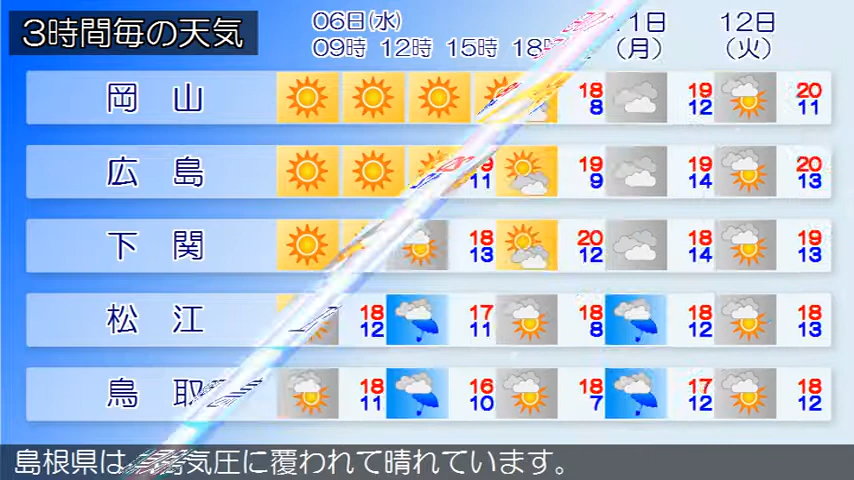 3時間毎の天気
06日(水) 1日 12日
09時 12時 15時 18時 (月) (火)
岡山 18 8 19 12 20 11
広島 11 19 9 19 14 20 13
下関 18 13 20 12 18 14 19 13
松江 18 12 17 11 18 8 18 12 18 13
鳥取 18 11 16 10 18 7 17 12 18 12
島根県は 気圧に覆われて晴れています。